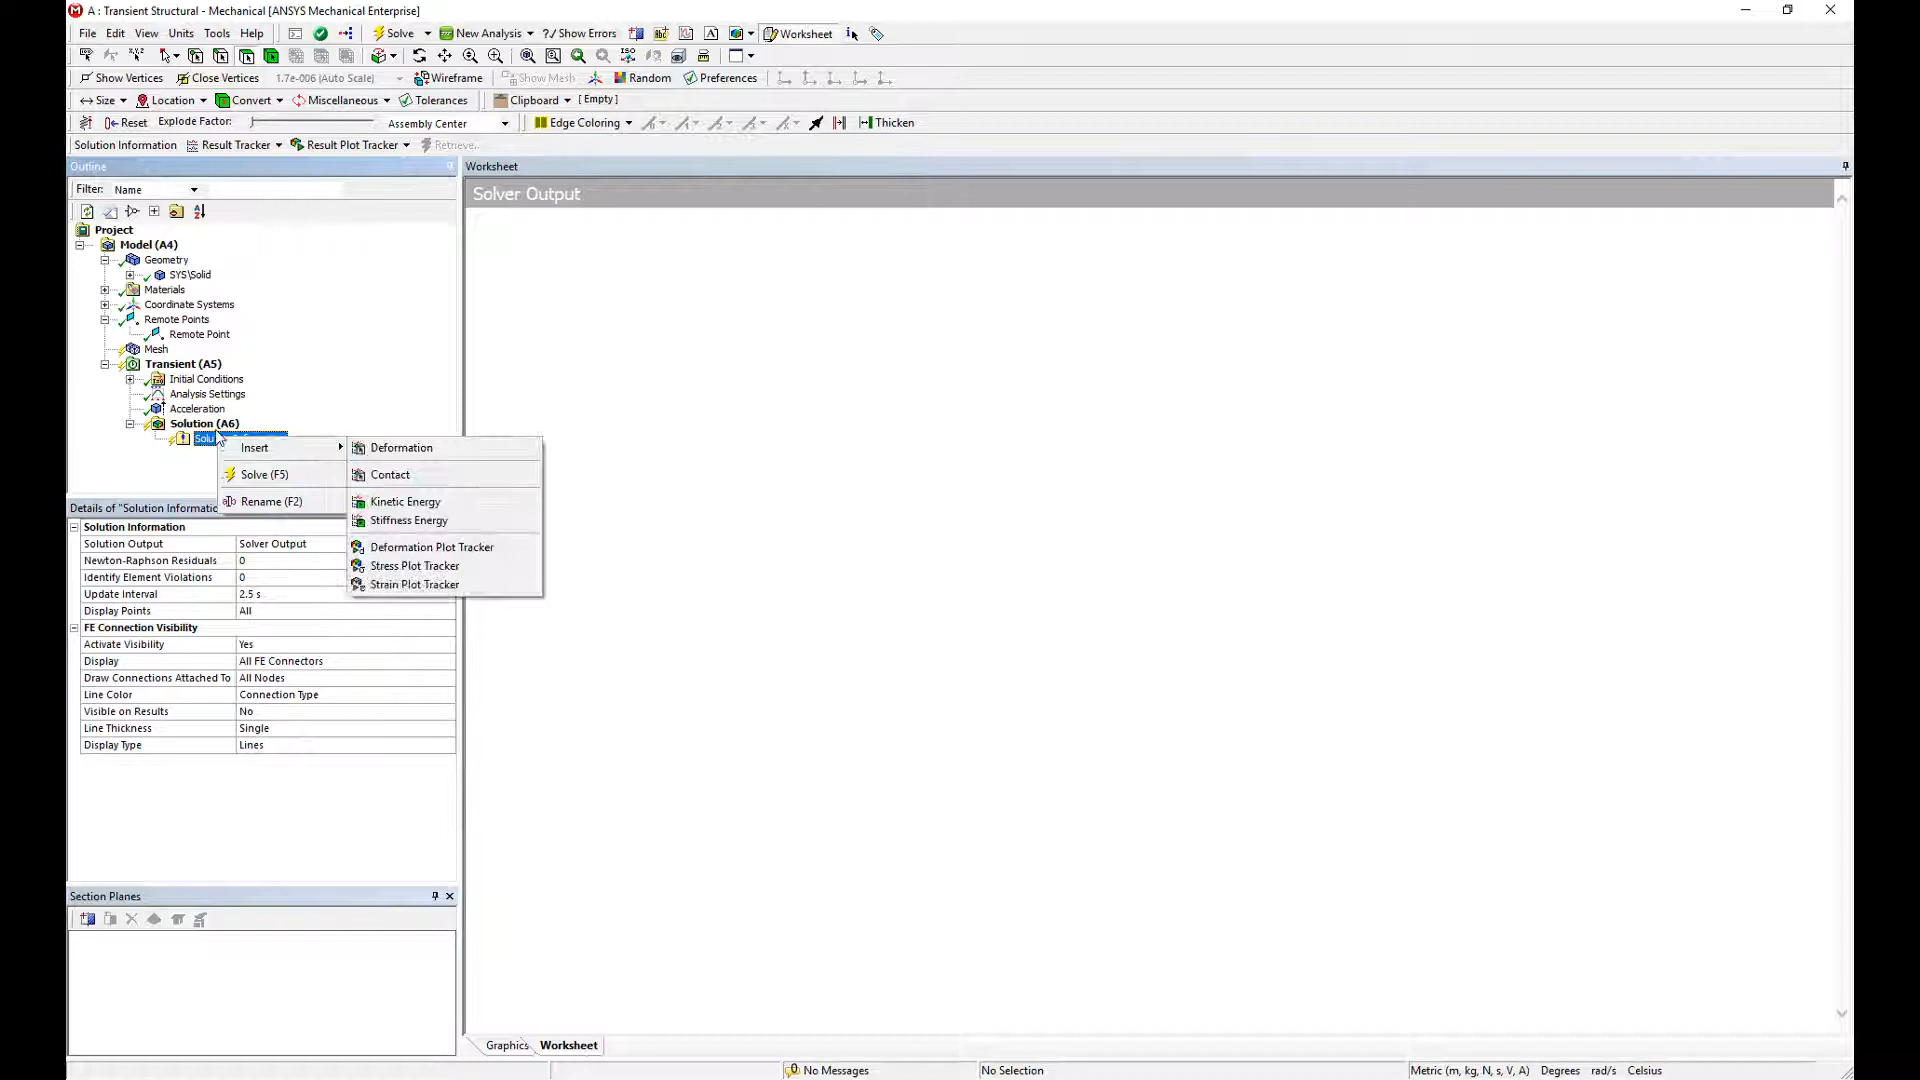 A : Transient Structural - Mechanical [ANSYS Mechanical Enterprise]
File Edit View Units Tools Help Solve New Analysis ?/ Show Errors Worksheet
Show Vertices Close Vertices 1.7e-006 (Auto Scale) Wireframe Show Mesh Random Preferences
Size Location Convert Miscellaneous Tolerances Clipboard [ Empty ]
Reset Explode Factor: Assembly Center Edge Coloring Thicken
Solution Information Result Tracker Result Plot Tracker Retrieve..
Outline
Filter: Name
Project
Model (A4)
Geometry
SYS\Solid
Materials
Coordinate Systems
Remote Points
Remote Point
Mesh
Transient (A5)
Initial Conditions
Analysis Settings
Acceleration
Solution (A6)
Insert
Solve (F5)
Rename (F2)
Deformation
Contact
Kinetic Energy
Stiffness Energy
Deformation Plot Tracker
Stress Plot Tracker
Strain Plot Tracker
Details of "Solution Informatio
Solution Information
Solution Output Solver Output
Newton-Raphson Residuals 0
Identify Element Violations 0
Update Interval 2.5 s
Display Points All
FE Connection Visibility
Activate Visibility Yes
Display All FE Connectors
Draw Connections Attached To All Nodes
Line Color Connection Type
Visible on Results No
Line Thickness Single
Display Type Lines
Section Planes
Worksheet
Solver Output
Graphics Worksheet
No Messages No Selection Metric (m, kg, N, s, V, A) Degrees rad/s Celsius